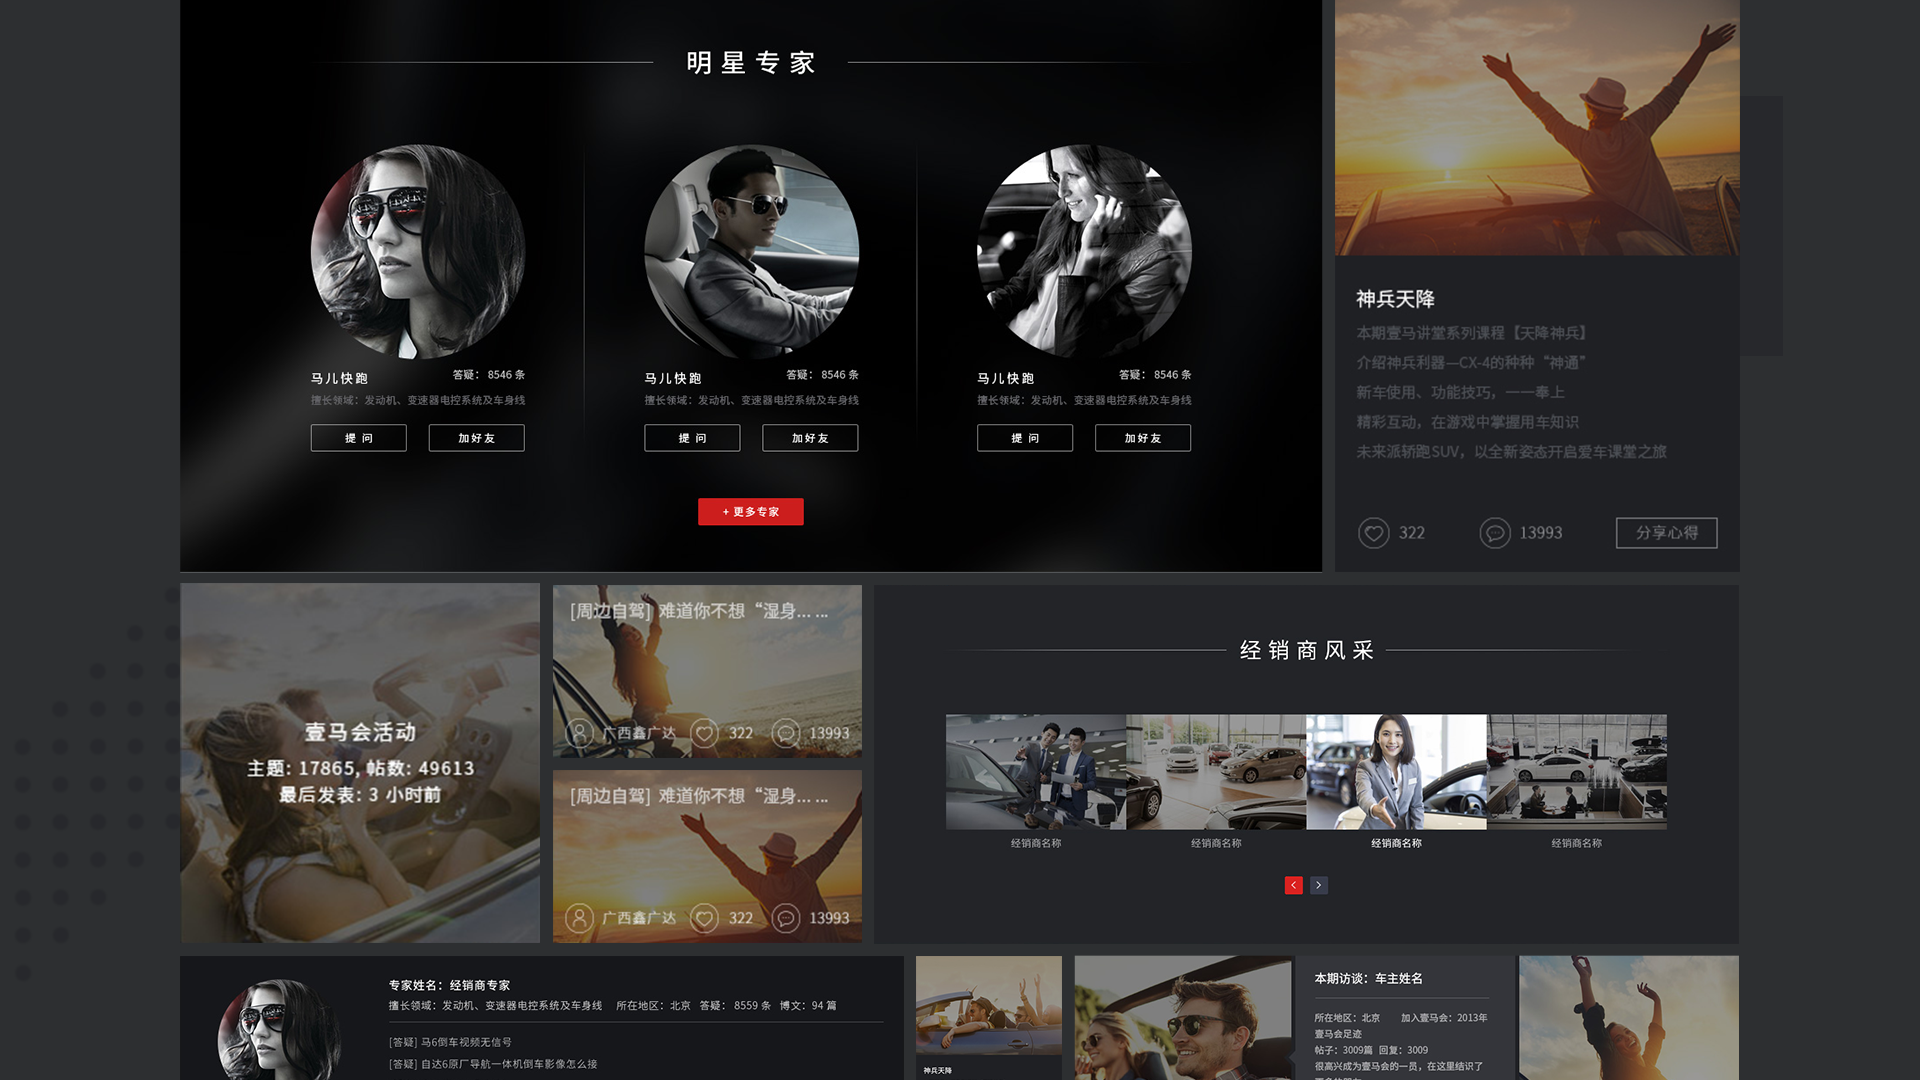 明星专家
马儿快跑
答疑： 8546 条
擅长领域：发动机、变速器电控系统及车身线
提 问
加好友
马儿快跑
答疑： 8546 条
擅长领域：发动机、变速器电控系统及车身线
提 问
加好友
马儿快跑
答疑： 8546 条
擅长领域：发动机、变速器电控系统及车身线
提 问
加好友
+ 更多专家
神兵天降
本期壹马讲堂系列课程【天降神兵】
介绍神兵利器—CX-4的种种“神通”
新车使用、功能技巧，一一奉上
精彩互动，在游戏中掌握用车知识
未来派轿跑SUV，以全新姿态开启爱车课堂之旅
322
13993
分享心得
壹马会活动
主题: 17865, 帖数: 49613
最后发表: 3 小时前
[周边自驾] 难道你不想“湿身... ...
广西鑫广达
322
13993
[周边自驾] 难道你不想“湿身... ...
广西鑫广达
322
13993
经销商风采
经销商名称
经销商名称
经销商名称
经销商名称
专家姓名：经销商专家
擅长领域：发动机、变速器电控系统及车身线 所在地区：北京 答疑： 8559 条 博文：94 篇
[答疑] 马6倒车视频无信号
[答疑] 自达6原厂导航一体机倒车影像怎么接
神兵天降
本期访谈：车主姓名
所在地区：北京 加入壹马会：2013年
壹马会足迹
帖子：3009篇 回复：3009
很高兴成为壹马会的一员，在这里结识了